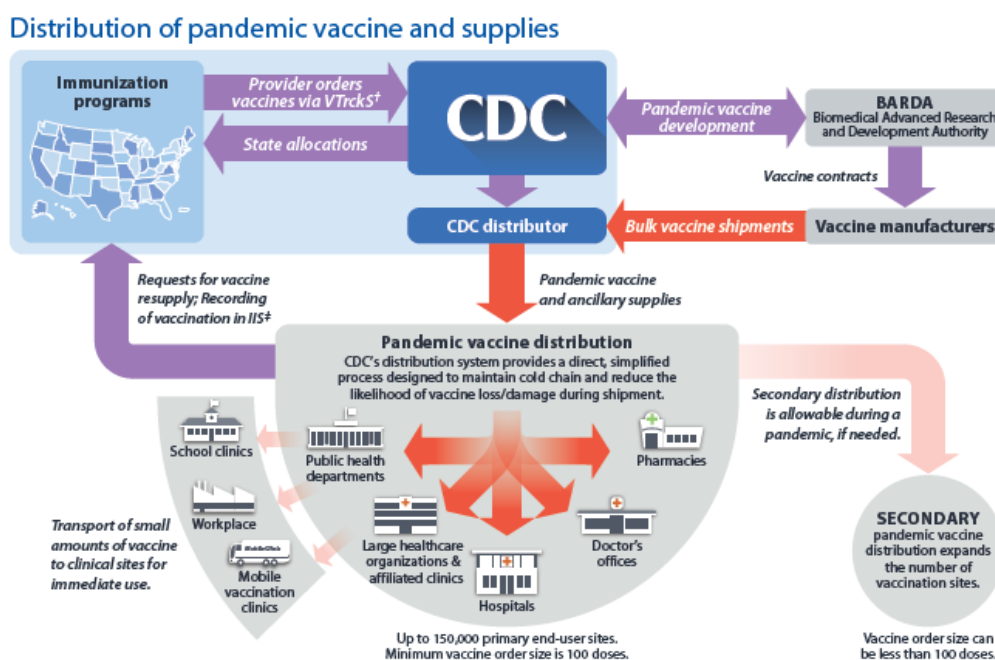 Distribution of pandemic vaccine and supplies
Immunization
programs
Provider orders
vaccines via VTrckS†
State allocations
CDC
Pandemic vaccine
development
BARDA
Biomedical Advanced Research
and Development Authority
Vaccine contracts
CDC distributor
Bulk vaccine shipments
Vaccine manufacturers
Requests for vaccine
resupply; Recording
of vaccination in IIS‡
Pandemic vaccine
and ancillary supplies
Pandemic vaccine distribution
CDC's distribution system provides a direct, simplified
process designed to maintain cold chain and reduce the
likelihood of vaccine loss/damage during shipment.
Secondary distribution
is allowable during a
pandemic, if needed.
School clinics
Public health
departments
Pharmacies
Workplace
Transport of small
amounts of vaccine
to clinical sites for
immediate use.
Mobile
vaccination
clinics
Large healthcare
organizations &
affiliated clinics
Hospitals
Doctor's
offices
SECONDARY
pandemic vaccine
distribution expands
the number of
vaccination sites.
Up to 150,000 primary end-user sites.
Minimum vaccine order size is 100 doses.
Vaccine order size can
be less than 100 doses.